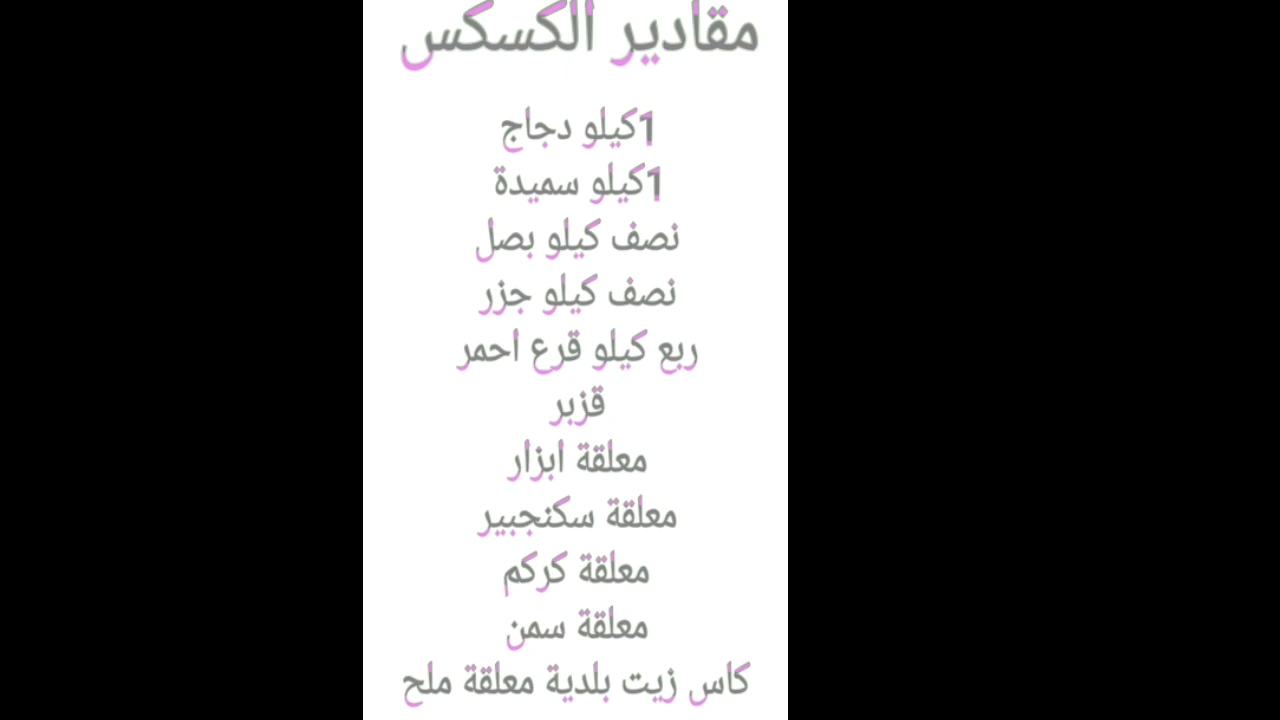 مقادير الكسكس
1كيلو دجاج
1كيلو سميدة
نصف كيلو بصل
نصف كيلو جزر
ربع كيلو قرع احمر
قزبر
معلقة ابزار
معلقة سكنجبير
معلقة كركم
معلقة سمن
كاس زيت بلدية معلقة ملح